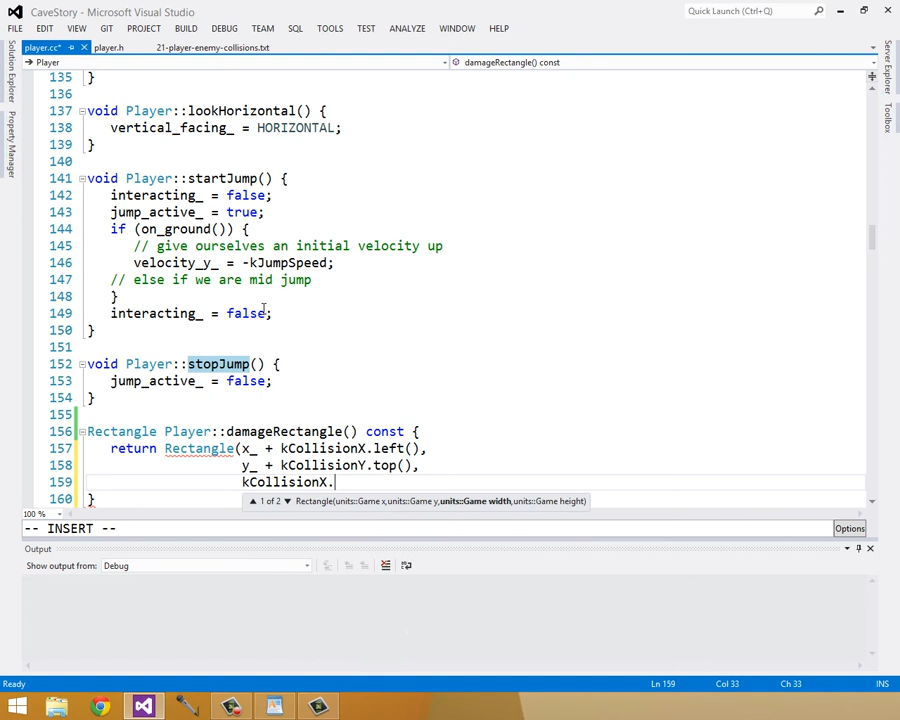 CaveStory - Microsoft Visual Studio
Quick Launch (Ctrl+Q)
FILE EDIT VIEW GIT PROJECT BUILD DEBUG TEAM SQL TOOLS TEST ANALYZE WINDOW HELP
player.cc* player.h 21-player-enemy-collisions.txt
Player damageRectangle() const
Solution Explorer
Property Manager
Server Explorer
Toolbox
135 }
136
137 void Player::lookHorizontal() {
138 vertical_facing_ = HORIZONTAL;
139 }
140
141 void Player::startJump() {
142 interacting_ = false;
143 jump_active_ = true;
144 if (on_ground()) {
145 // give ourselves an initial velocity up
146 velocity_y_ = -kJumpSpeed;
147 // else if we are mid jump
148 }
149 interacting_ = false;
150 }
151
152 void Player::stopJump() {
153 jump_active_ = false;
154 }
155
156 Rectangle Player::damageRectangle() const {
157 return Rectangle(x_ + kCollisionX.left(),
158 y_ + kCollisionY.top(),
159 kCollisionX.
160 }
1 of 2 Rectangle(units::Game x,units::Game y,units::Game width,units::Game height)
100 %
-- INSERT --
Options
Output
Show output from: Debug
Ready Ln 159 Col 33 Ch 33 INS